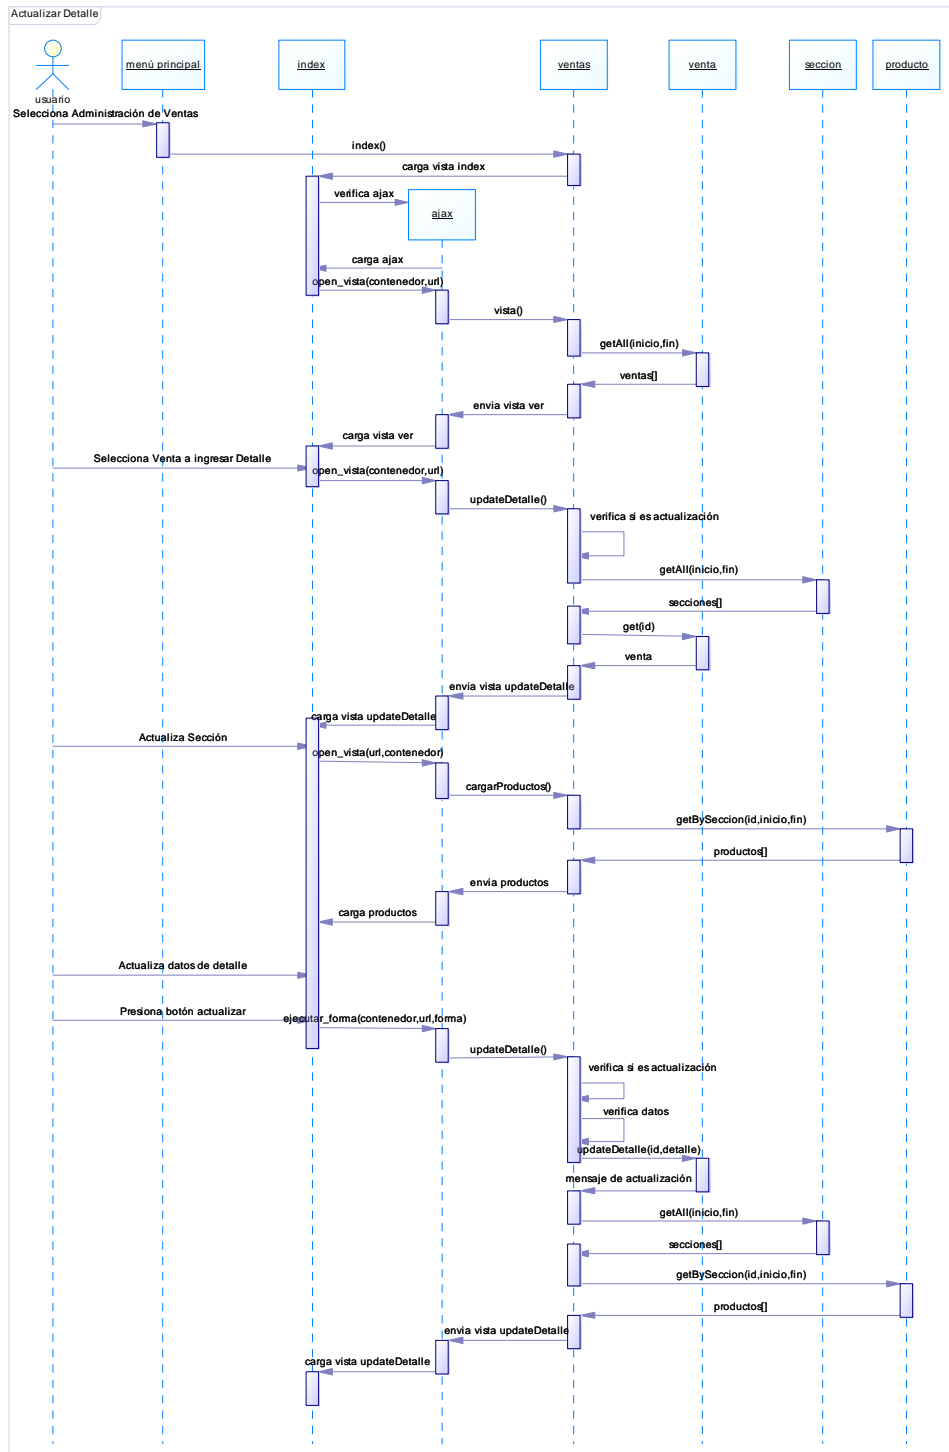 Actualizar Detalle
usuario
menú principal
index
ventas
venta
seccion
producto
Selecciona Administración de Ventas
index()
carga vista index
verifica ajax
ajax
carga ajax
open_vista(contenedor,url)
vista()
getAll(inicio,fin)
ventas[]
envia vista ver
carga vista ver
Selecciona Venta a ingresar Detalle
open_vista(contenedor,url)
updateDetalle()
verifica si es actualización
getAll(inicio,fin)
secciones[]
get(id)
venta
envia vista updateDetalle
carga vista updateDetalle
Actualiza Sección
open_vista(url,contenedor)
cargarProductos()
getBySeccion(id,inicio,fin)
productos[]
envia productos
carga productos
Actualiza datos de detalle
Presiona botón actualizar
ejecutar_forma(contenedor,url,forma)
updateDetalle()
verifica si es actualización
verifica datos
updateDetalle(id,detalle)
mensaje de actualización
getAll(inicio,fin)
secciones[]
getBySeccion(id,inicio,fin)
productos[]
envia vista updateDetalle
carga vista updateDetalle